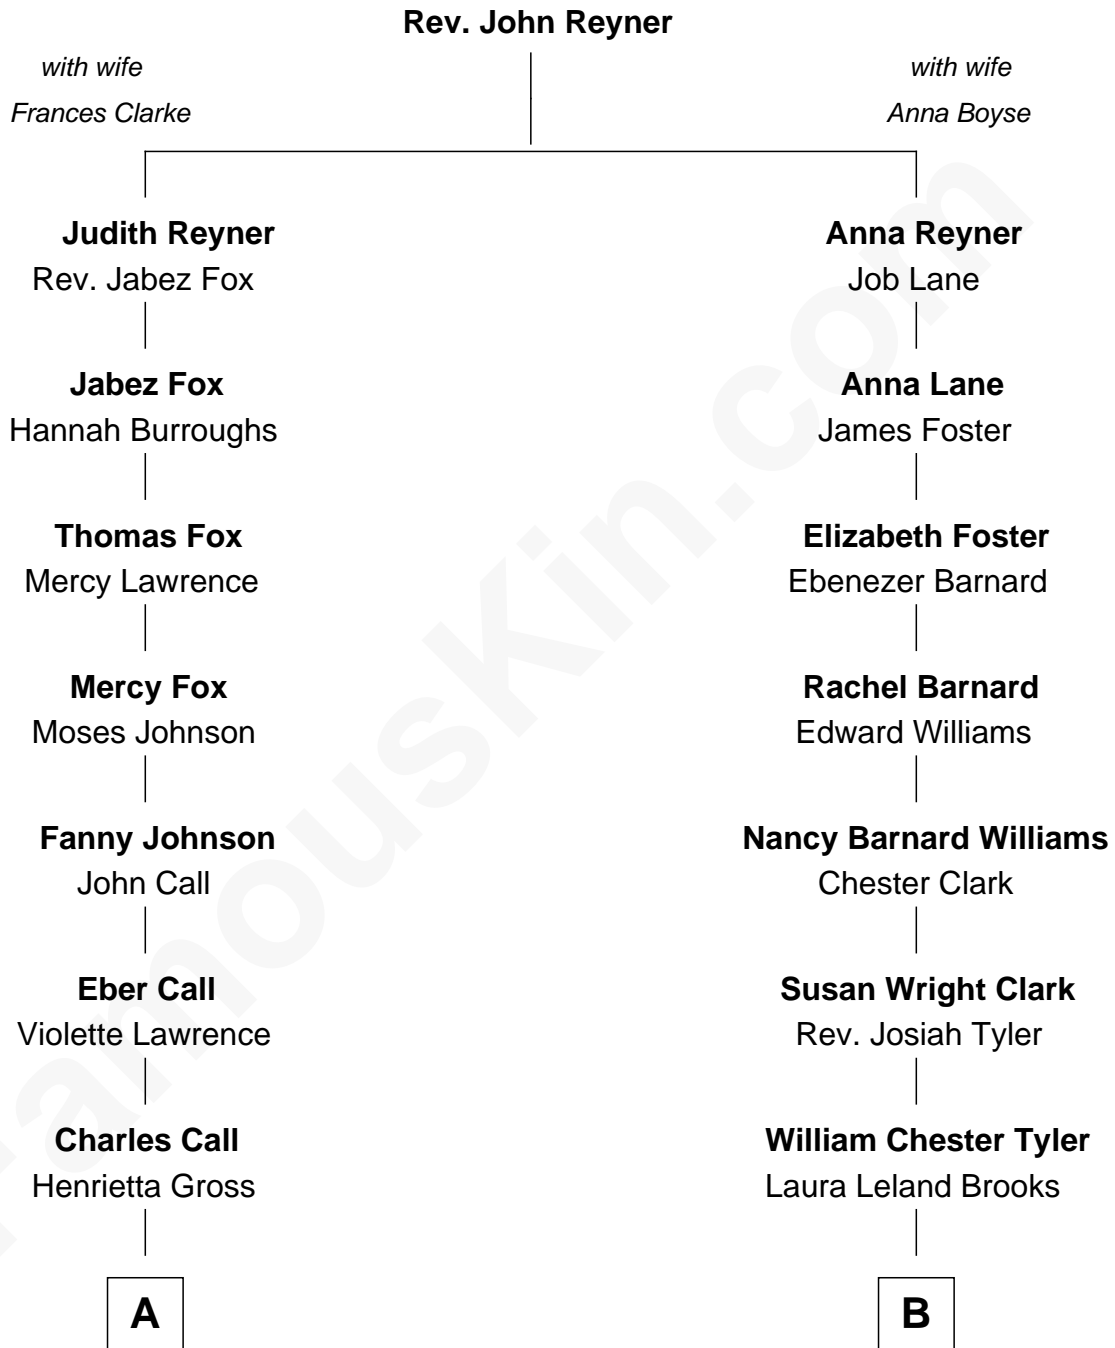 Rev. John Reyner
with wife
Frances Clarke
with wife
Anna Boyse
Judith Reyner
Rev. Jabez Fox
Anna Reyner
Job Lane
Jabez Fox
Hannah Burroughs
Anna Lane
James Foster
Thomas Fox
Mercy Lawrence
Elizabeth Foster
Ebenezer Barnard
Mercy Fox
Moses Johnson
Rachel Barnard
Edward Williams
Fanny Johnson
John Call
Nancy Barnard Williams
Chester Clark
Eber Call
Violette Lawrence
Susan Wright Clark
Rev. Josiah Tyler
Charles Call
Henrietta Gross
William Chester Tyler
Laura Leland Brooks
A
B
FamousKin.com